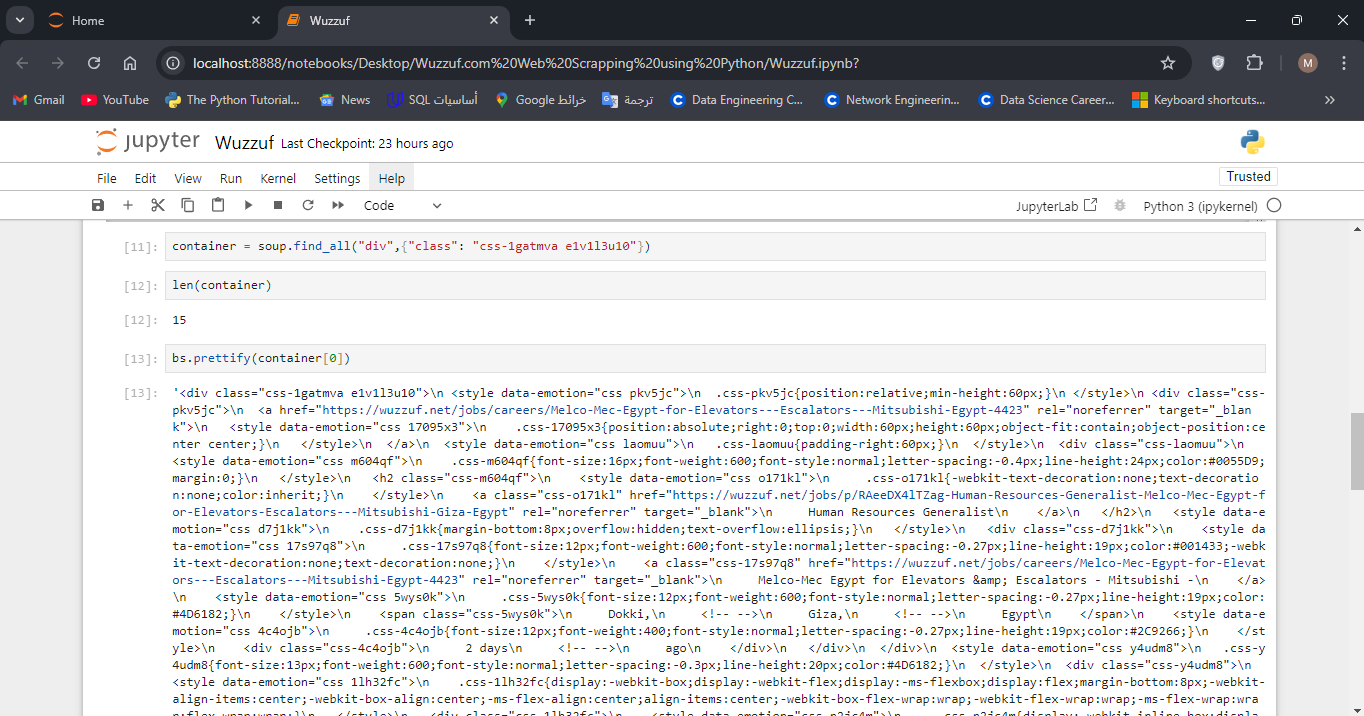 Home
Wuzzuf
localhost:8888/notebooks/Desktop/Wuzzuf.com%20Web%20Scrapping%20using%20Python/Wuzzuf.ipynb?
M
Gmail
YouTube
The Python Tutorial...
News
أساسيات SQL
خرائط Google
ترجمة
Data Engineering C...
Network Engineerin...
Data Science Career...
Keyboard shortcuts...
jupyter Wuzzuf Last Checkpoint: 23 hours ago
File Edit View Run Kernel Settings Help
Trusted
Code
JupyterLab
Python 3 (ipykernel)
[11]: container = soup.find_all("div",{"class": "css-1gatmva e1v1l3u10"})
[12]: len(container)
[12]: 15
[13]: bs.prettify(container[0])
[13]: '<div class="css-1gatmva e1v1l3u10">\n <style data-emotion="css pkv5jc">\n  .css-pkv5jc{position:relative;min-height:60px;}\n </style>\n <div class="css-
pkv5jc">\n  <a href="https://wuzzuf.net/jobs/careers/Melco-Mec-Egypt-for-Elevators---Escalators---Mitsubishi-Egypt-4423" rel="noreferrer" target="_blan
k">\n   <style data-emotion="css 17095x3">\n    .css-17095x3{position:absolute;right:0;top:0;width:60px;height:60px;object-fit:contain;object-position:ce
nter center;}\n   </style>\n  </a>\n  <style data-emotion="css laomuu">\n   .css-laomuu{padding-right:60px;}\n  </style>\n  <div class="css-laomuu">\n
<style data-emotion="css m604qf">\n    .css-m604qf{font-size:16px;font-weight:600;font-style:normal;letter-spacing:-0.4px;line-height:24px;color:#0055D9;
margin:0;}\n   </style>\n   <h2 class="css-m604qf">\n    <style data-emotion="css o171kl">\n     .css-o171kl{-webkit-text-decoration:none;text-decoratio
n:none;color:inherit;}\n    </style>\n    <a class="css-o171kl" href="https://wuzzuf.net/jobs/p/RAeeDX4lTZag-Human-Resources-Generalist-Melco-Mec-Egypt-f
or-Elevators-Escalators---Mitsubishi-Giza-Egypt" rel="noreferrer" target="_blank">\n     Human Resources Generalist\n    </a>\n   </h2>\n   <style data-e
motion="css d7j1kk">\n    .css-d7j1kk{margin-bottom:8px;overflow:hidden;text-overflow:ellipsis;}\n   </style>\n   <div class="css-d7j1kk">\n    <style da
ta-emotion="css 17s97q8">\n     .css-17s97q8{font-size:12px;font-weight:600;font-style:normal;letter-spacing:-0.27px;line-height:19px;color:#001433;-webk
it-text-decoration:none;text-decoration:none;}\n    </style>\n    <a class="css-17s97q8" href="https://wuzzuf.net/jobs/careers/Melco-Mec-Egypt-for-Elevat
ors---Escalators---Mitsubishi-Egypt-4423" rel="noreferrer" target="_blank">\n     Melco-Mec Egypt for Elevators &amp; Escalators - Mitsubishi -\n    </a>
\n    <style data-emotion="css 5wys0k">\n     .css-5wys0k{font-size:12px;font-weight:600;font-style:normal;letter-spacing:-0.27px;line-height:19px;color:
#4D6182;}\n    </style>\n    <span class="css-5wys0k">\n     Dokki,\n     <!-- -->\n     Giza,\n     <!-- -->\n     Egypt\n    </span>\n    <style data-e
motion="css 4c4ojb">\n     .css-4c4ojb{font-size:12px;font-weight:400;font-style:normal;letter-spacing:-0.27px;line-height:19px;color:#2C9266;}\n    </st
yle>\n    <div class="css-4c4ojb">\n     2 days\n     <!-- -->\n     ago\n    </div>\n   </div>\n  </div>\n  <style data-emotion="css y4udm8">\n   .css-y
4udm8{font-size:13px;font-weight:600;font-style:normal;letter-spacing:-0.3px;line-height:20px;color:#4D6182;}\n  </style>\n  <div class="css-y4udm8">\n
<style data-emotion="css 1lh32fc">\n    .css-1lh32fc{display:-webkit-box;display:-webkit-flex;display:-ms-flexbox;display:flex;margin-bottom:8px;-webkit-
align-items:center;-webkit-box-align:center;-ms-flex-align:center;align-items:center;-webkit-box-flex-wrap:wrap;-webkit-flex-wrap:wrap;-ms-flex-wrap:wra